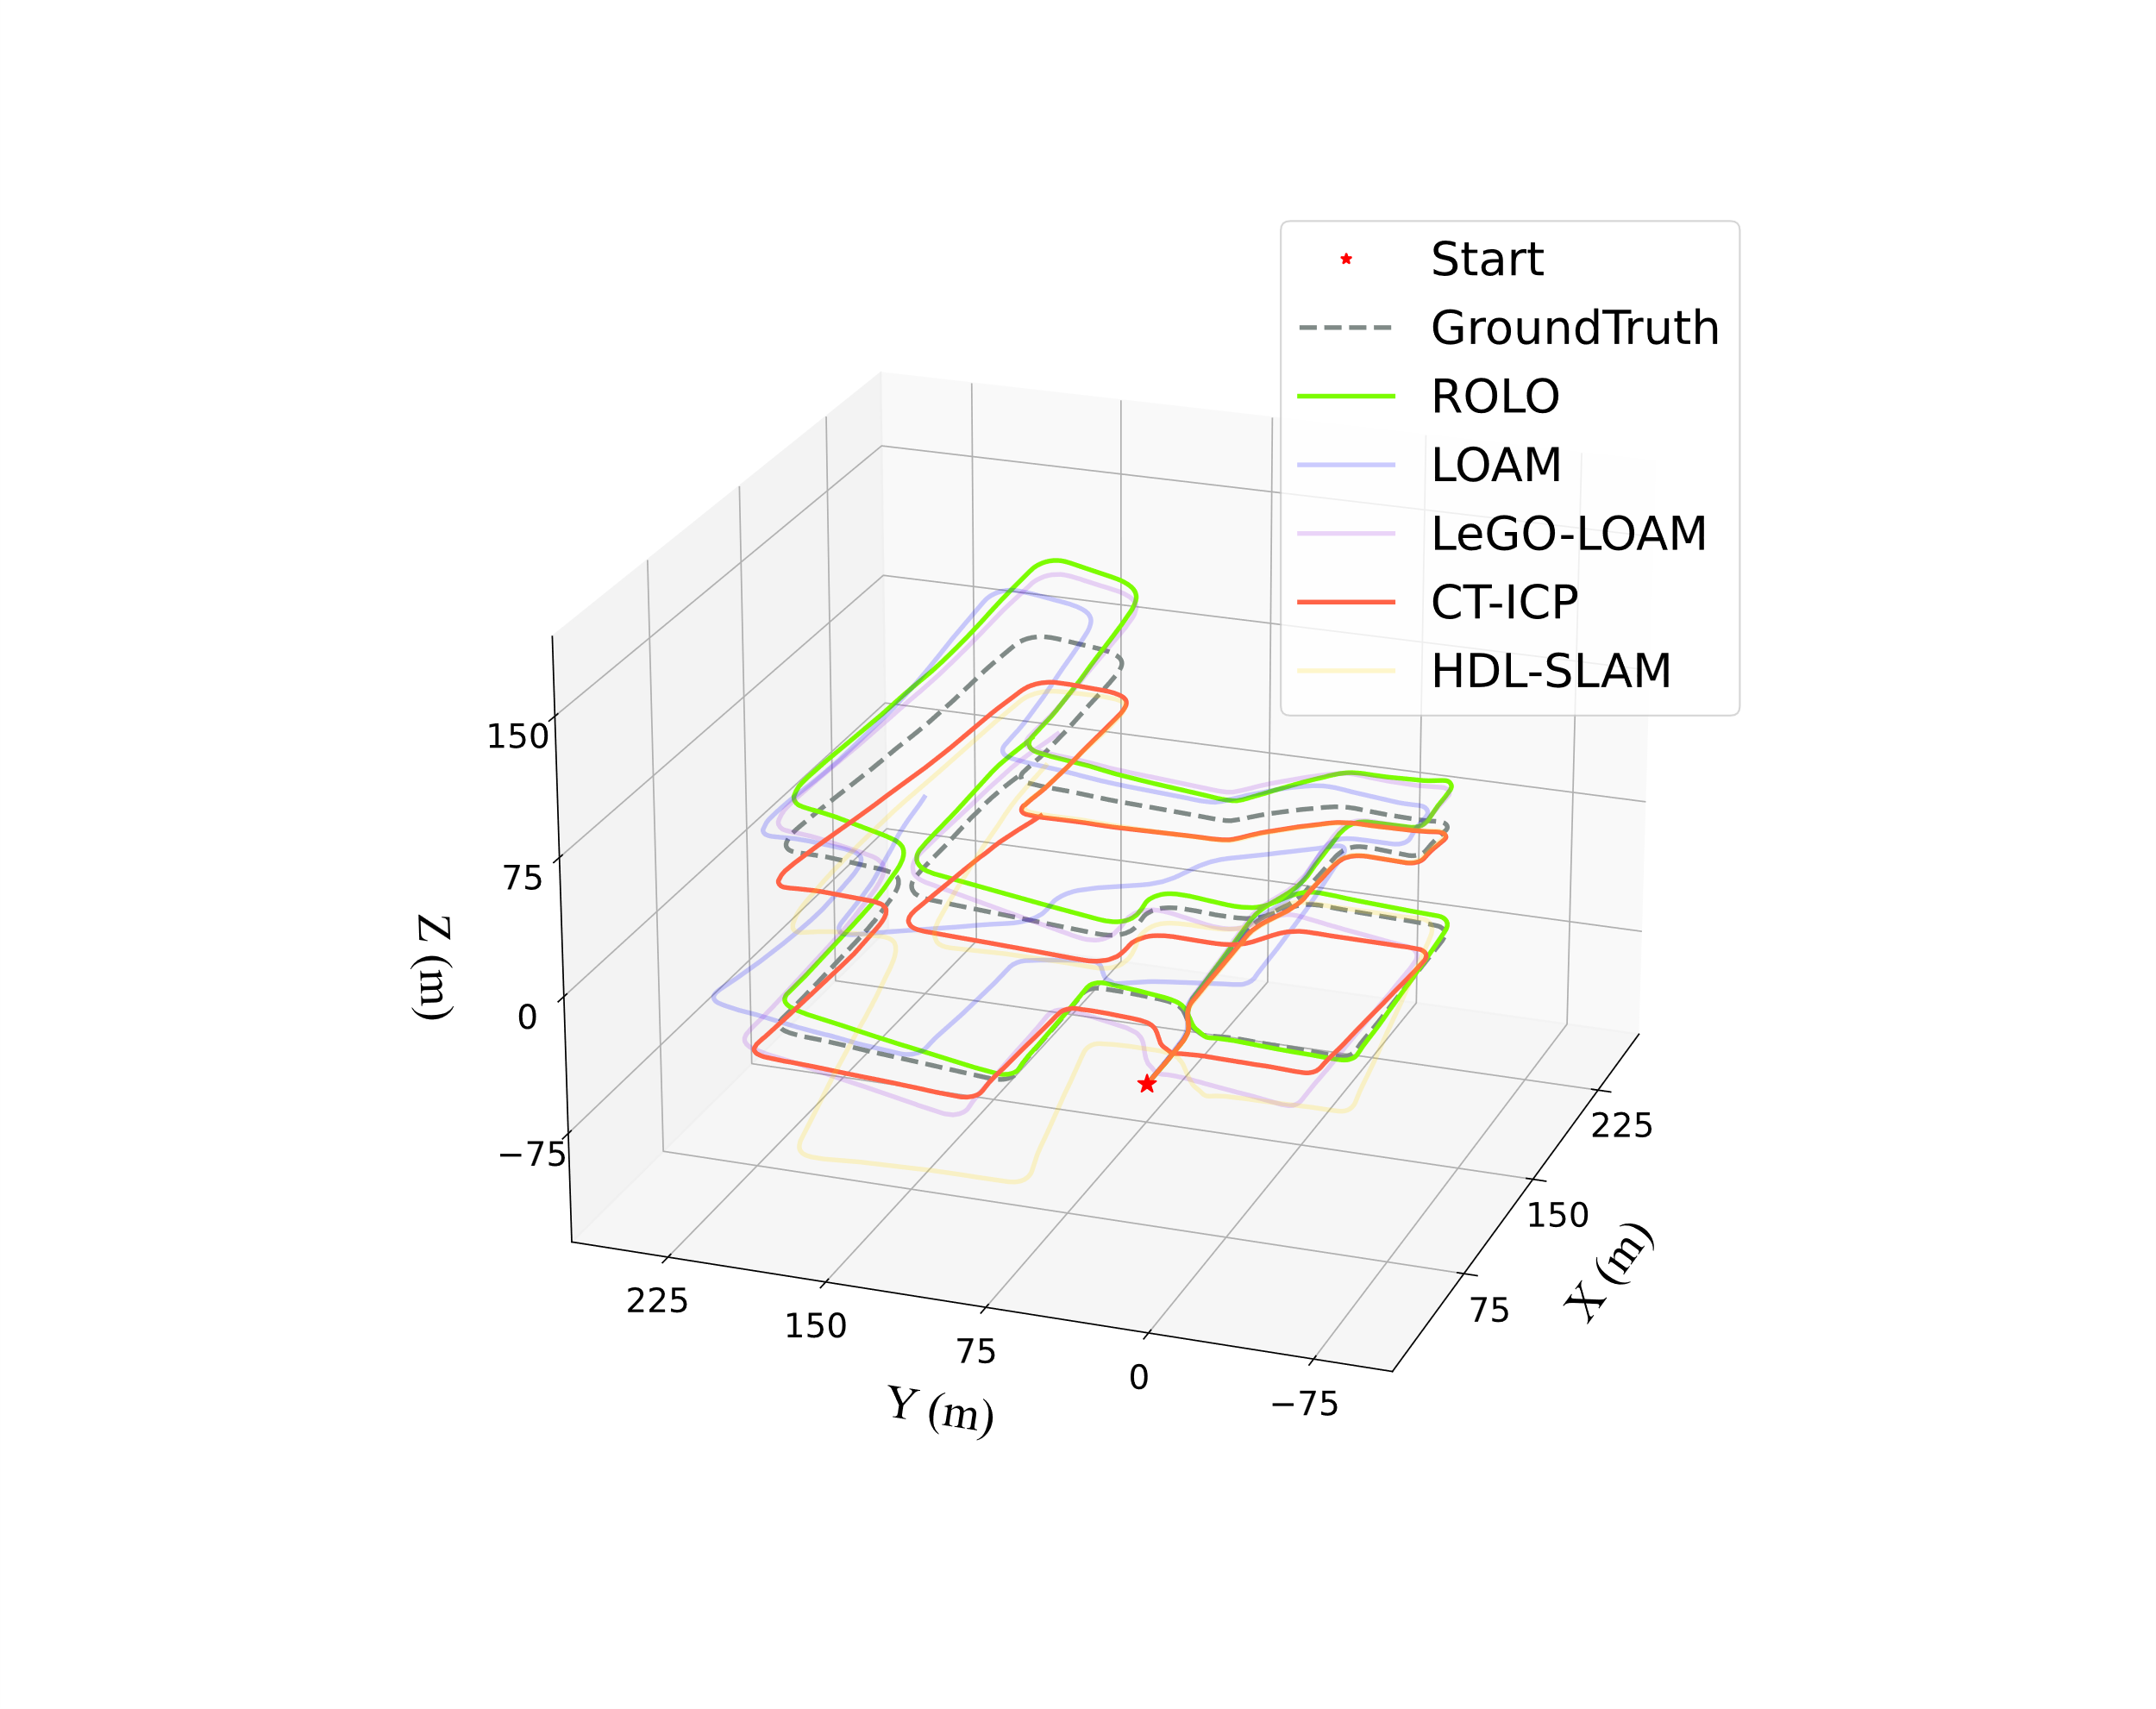 Start
GroundTruth
ROLO
LOAM
LeGO-LOAM
CT-ICP
HDL-SLAM
150
75
0
−75
Z (m)
225
150
75
0
−75
Y (m)
225
150
75
X (m)